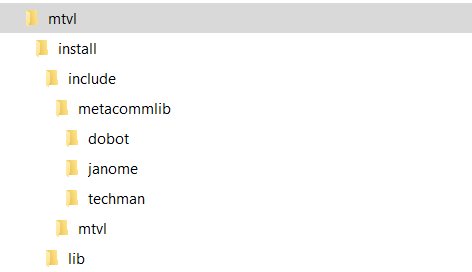 mtvl
install
include
metacommlib
dobot
janome
techman
mtvl
lib